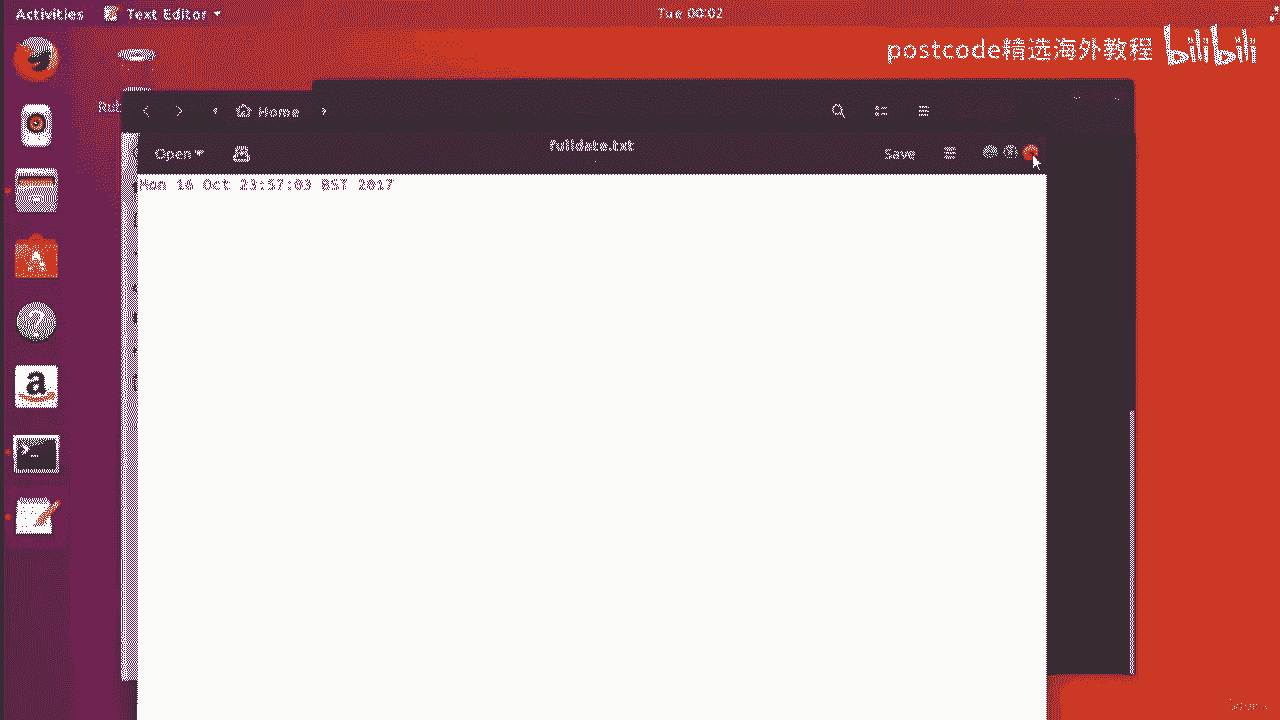 Activities Text Editor Tue 00:02
postcode精选海外教程 bilibili
Rub
Home
Open fulldate.txt Save
Mon 16 Oct 23:57:03 BST 2017